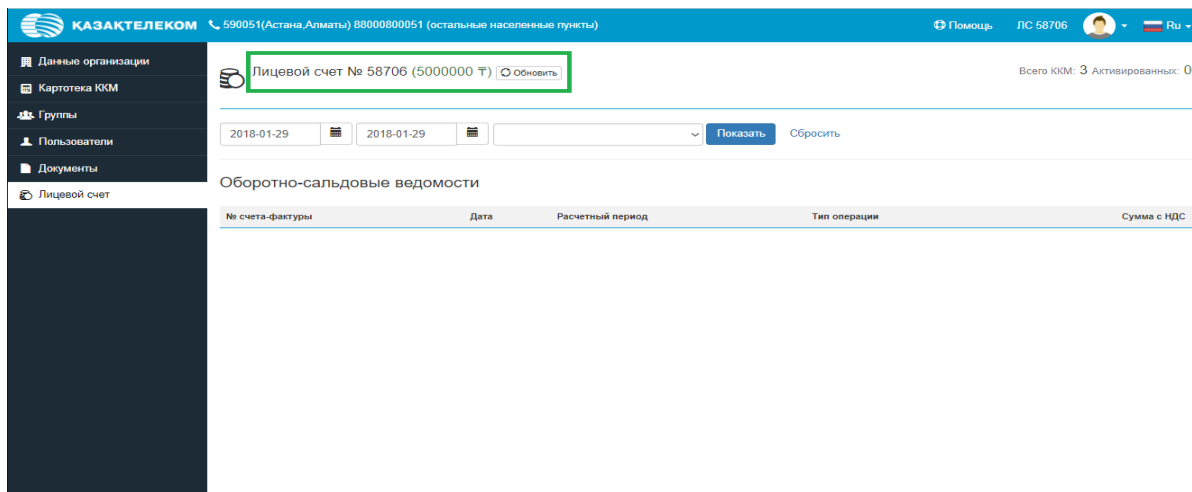 ҚАЗАҚТЕЛЕКОМ 590051(Астана,Алматы) 88000800051 (остальные населенные пункты) Помощь ЛС 58706 Ru
Данные организации
Картотека ККМ
Группы
Пользователи
Документы
Лицевой счет
Лицевой счет № 58706 (5000000 ₸) Обновить
Всего ККМ: 3 Активированных: 0
2018-01-29 2018-01-29 Показать Сбросить
Оборотно-сальдовые ведомости
№ счета-фактуры Дата Расчетный период Тип операции Сумма с НДС